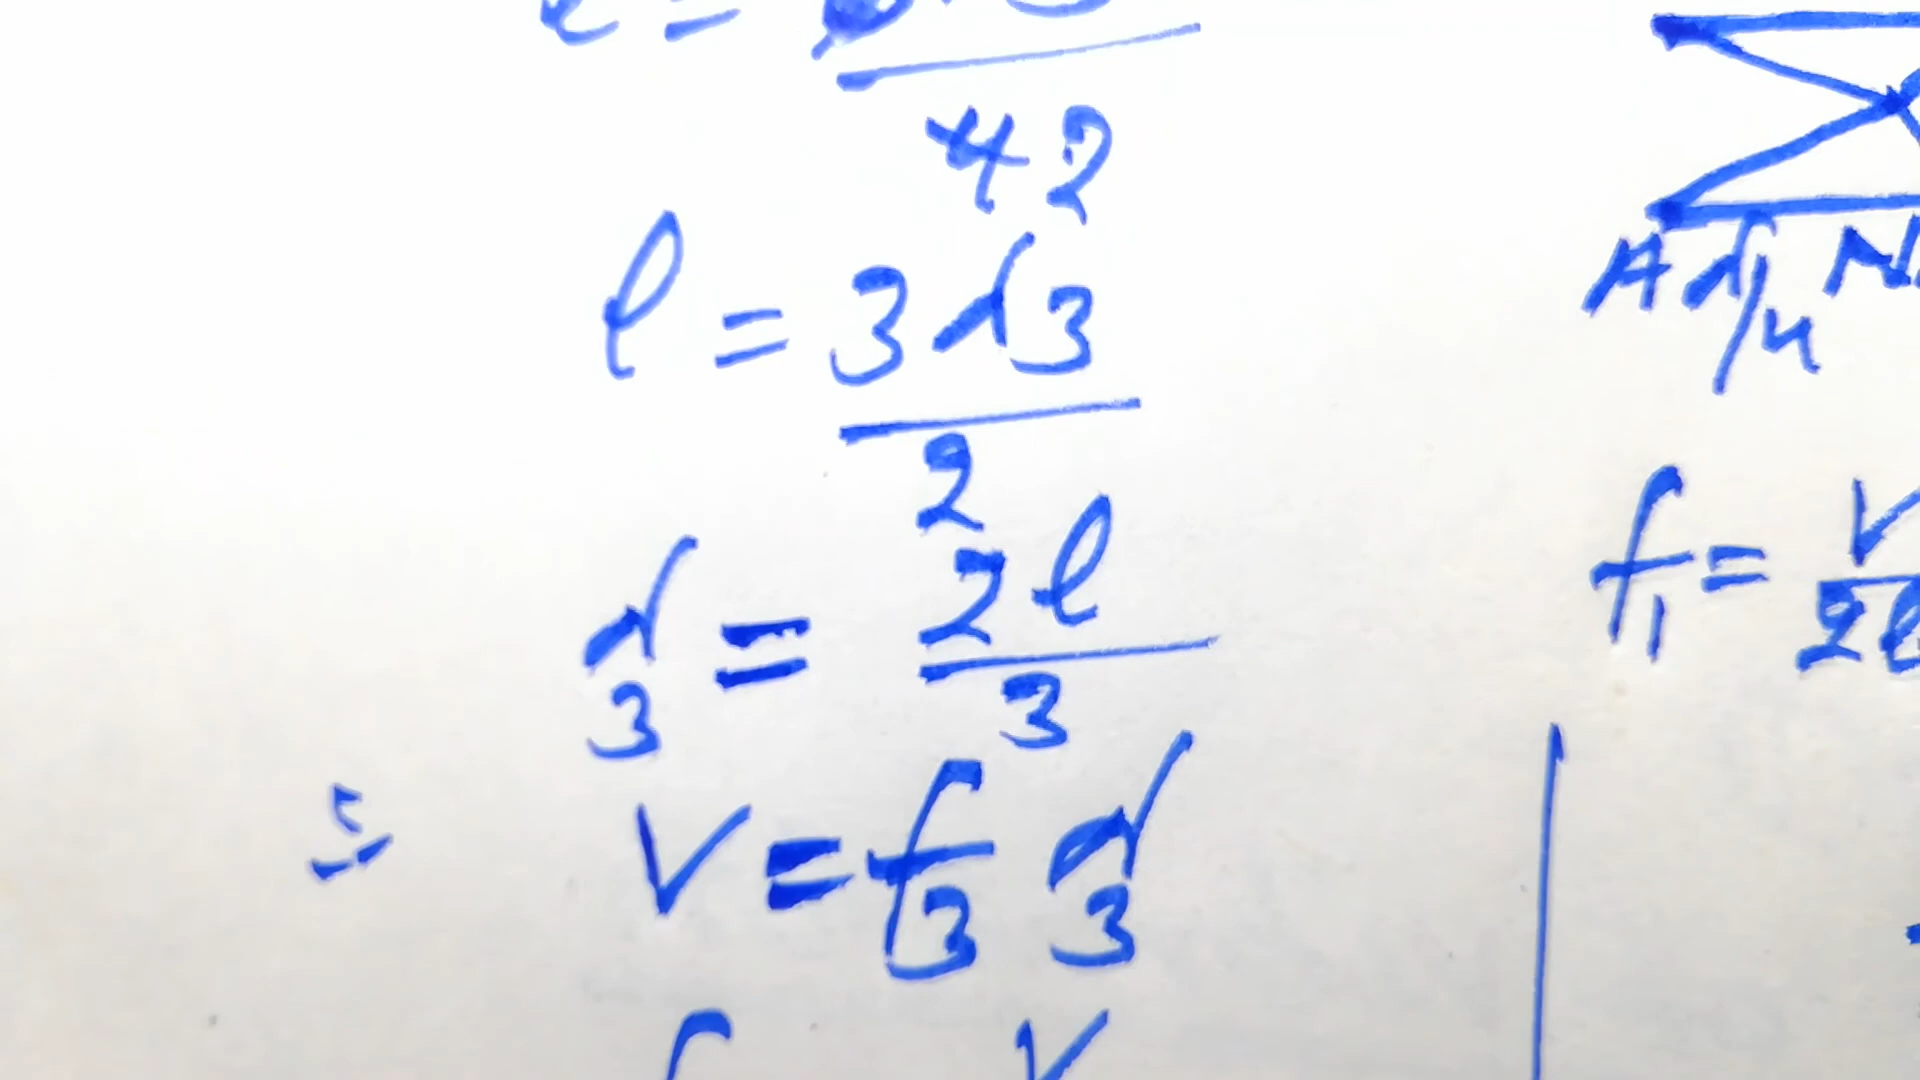 42
l = 3λ3
2
λ3 = 2l
3
V = f3 λ3
A λ/4 N
f1 = V
2l